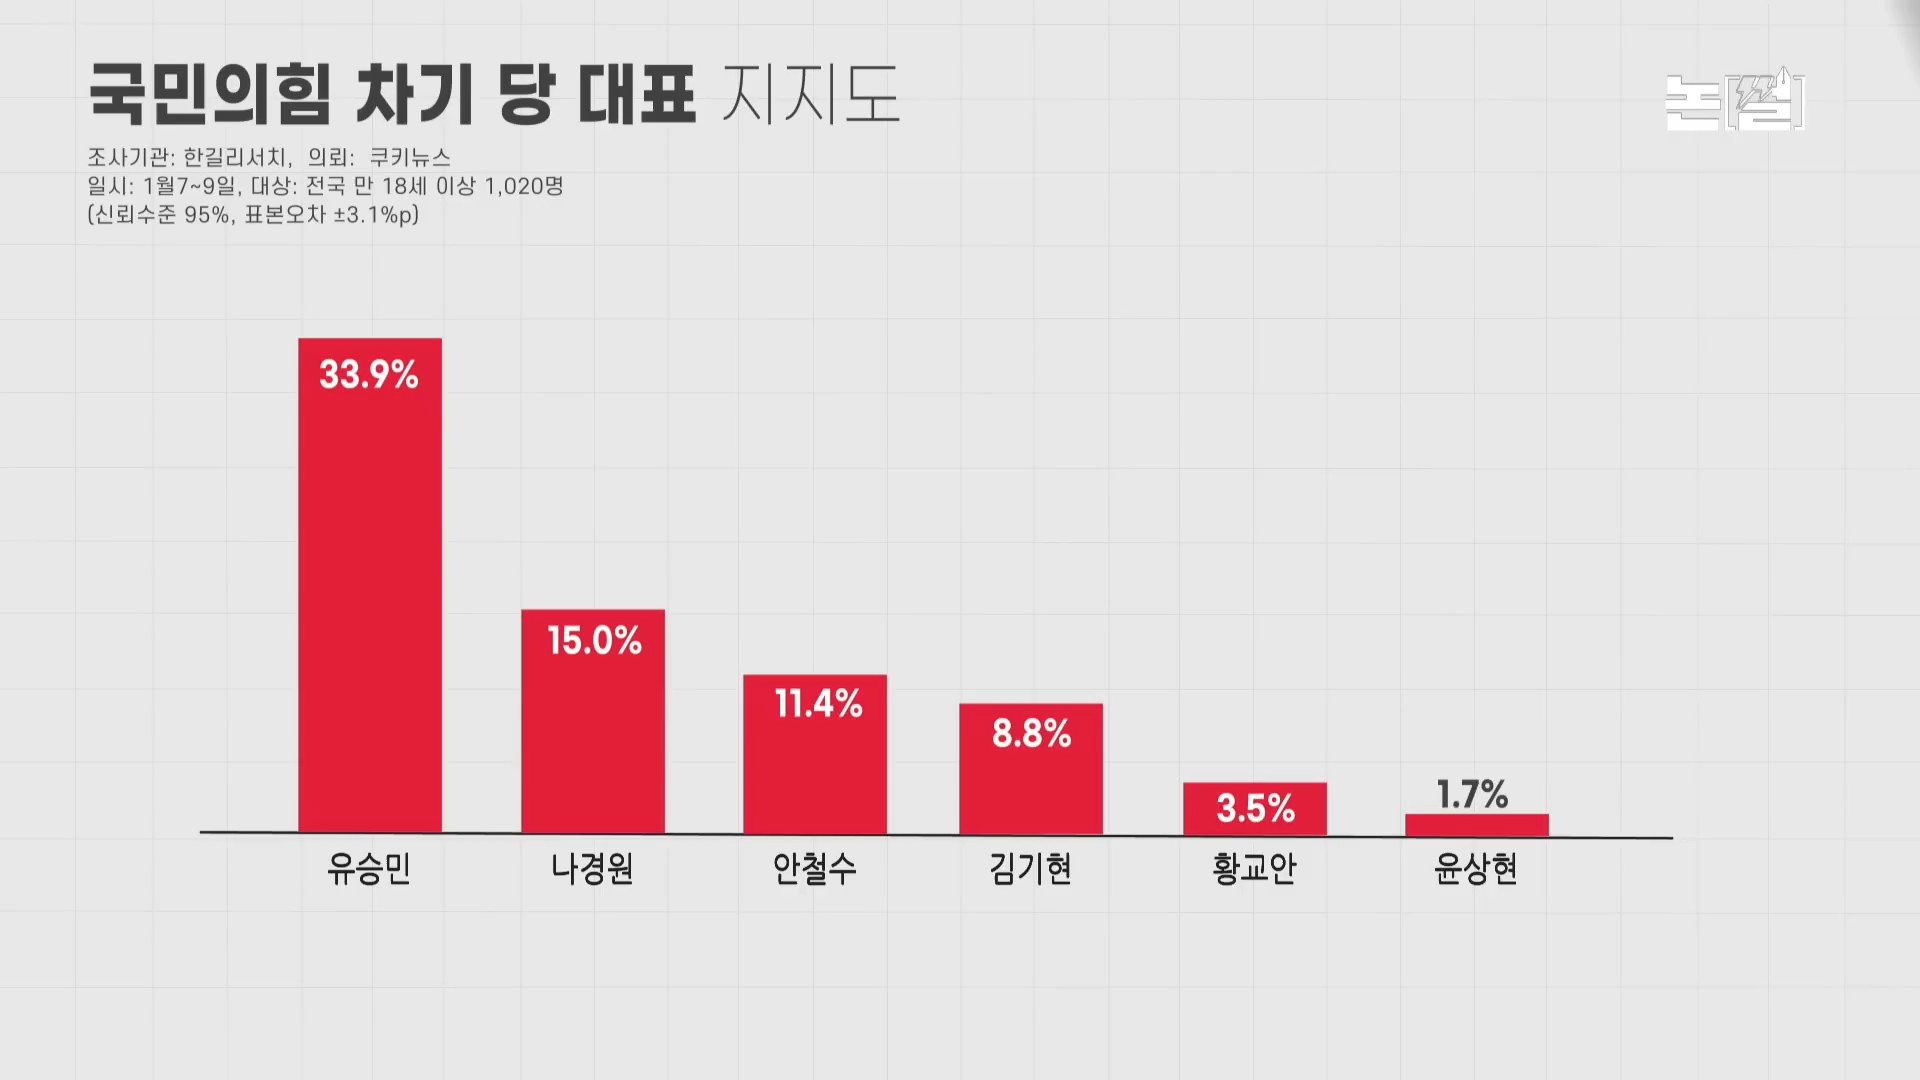 국민의힘 차기 당 대표 지지도
논[썰]
조사기관: 한길리서치, 의뢰: 쿠키뉴스
일시: 1월7~9일, 대상: 전국 만 18세 이상 1,020명
(신뢰수준 95%, 표본오차 ±3.1%p)
33.9%
15.0%
11.4%
8.8%
3.5%
1.7%
유승민
나경원
안철수
김기현
황교안
윤상현